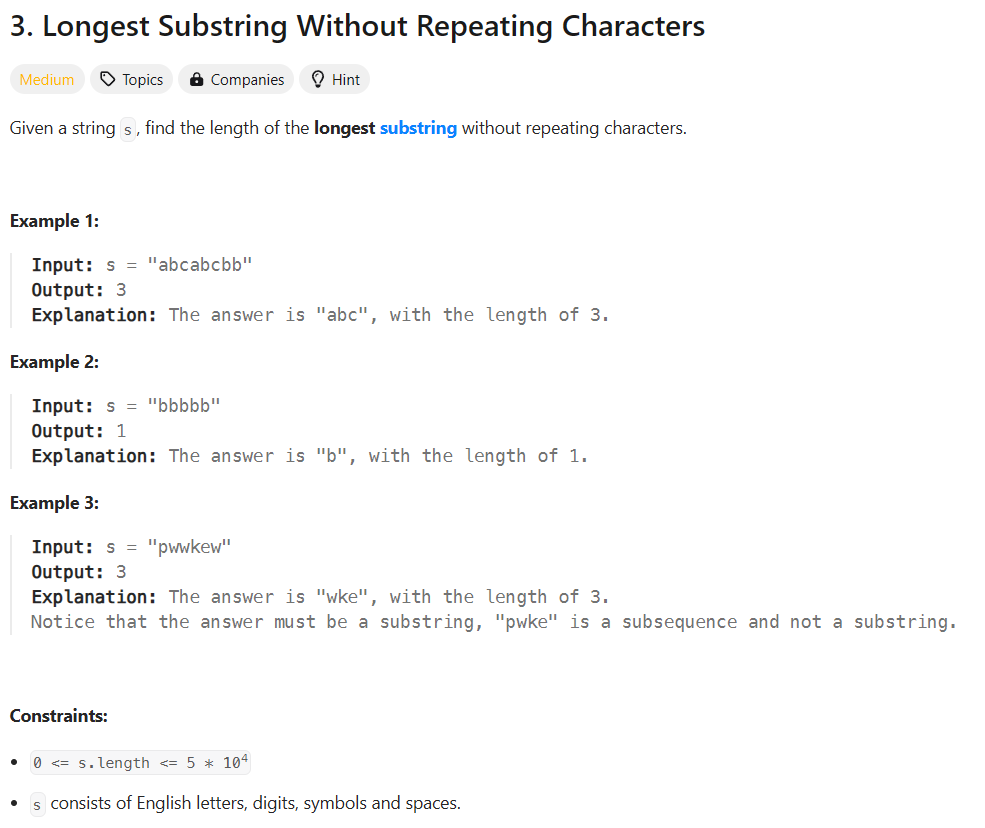 3. Longest Substring Without Repeating Characters
Medium Topics Companies Hint
Given a string s, find the length of the longest substring without repeating characters.
Example 1:
Input: s = "abcabcbb"
Output: 3
Explanation: The answer is "abc", with the length of 3.
Example 2:
Input: s = "bbbbb"
Output: 1
Explanation: The answer is "b", with the length of 1.
Example 3:
Input: s = "pwwkew"
Output: 3
Explanation: The answer is "wke", with the length of 3.
Notice that the answer must be a substring, "pwke" is a subsequence and not a substring.
Constraints:
• 0 <= s.length <= 5 * 10⁴
• s consists of English letters, digits, symbols and spaces.